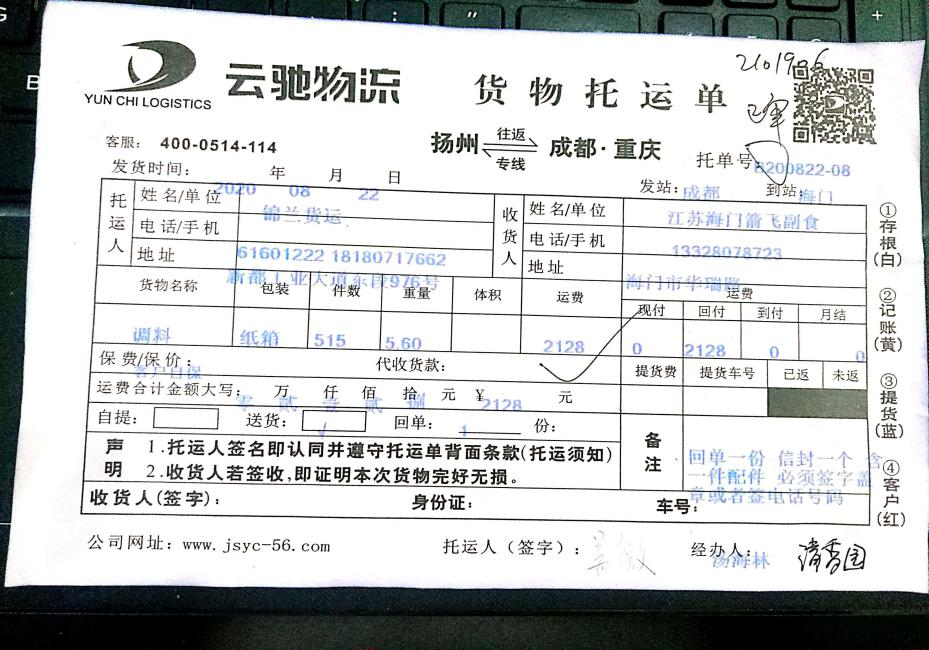 2101906
YUN CHI LOGISTICS
云驰物流
货物托运单
客服: 400-0514-114
扬州 往返 专线 成都·重庆
托单号: B200822-08
发货时间: 2020 年 08 月 22 日
发站: 成都 到站: 海门
托运人 姓名/单位 锦兰货运 收货人 姓名/单位 江苏海门箭飞副食
电话/手机 61601222 18180717662 电话/手机 13328078723
地址 新都工业大道东段976号 地址 海门市华瑞路
货物名称 包装 件数 重量 体积 运费 运费
现付 回付 到付 月结
调料 纸箱 515 5.60 2128 0 2128 0 0
保费/保价: 客户自保 代收货款: 提货费 提货车号 已返 未返
运费合计金额大写: 万 零 仟 贰 佰 壹 拾 贰 元 捌 ¥ 2128 元
自提: 送货: √ 回单: 1 份:
声明 1.托运人签名即认同并遵守托运单背面条款(托运须知)
2.收货人若签收,即证明本次货物完好无损。
备注 回单一份 信封一个 含
一件配件 必须签字盖
章或者签电话号码
收货人(签字): 身份证: 车号:
公司网址: www.jsyc-56.com 托运人(签字): 经办人: 汤海林 清香园
①存根(白)
②记账(黄)
③提货(蓝)
④客户(红)